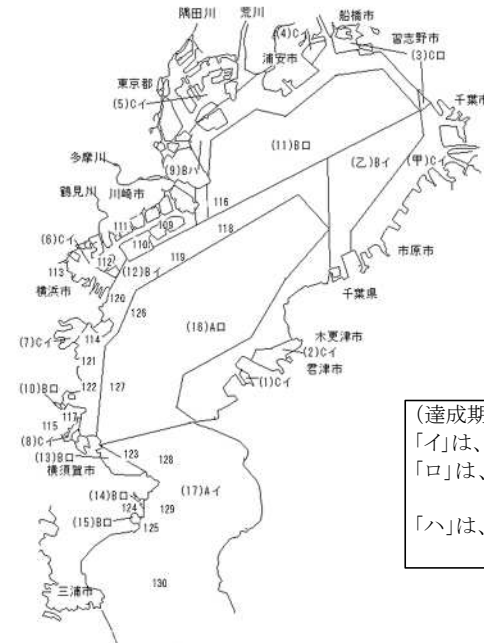 隅田川 荒川 船橋市
(4)Cイ 習志野市
浦安市 (3)Cロ
東京都
(5)Cイ 千葉市
(11)Bロ
多摩川 (乙)Bイ (甲)Cイ
(9)Bハ
鶴見川 川崎市
116
111 109 118
(6)Cイ 110 市原市
112 119
113 (12)Bイ
横浜市 千葉県
120
126
(16)Aロ
114 木更津市
(7)Cイ (2)Cイ
121 君津市
(10)Bロ 122 127 (1)Cイ
117
115
(8)Cイ
(13)Bロ 123 128
横須賀市
(17)Aイ
(14)Bロ
124 129
(15)Bロ 125
130
三浦市
(達成期
「イ」は、
「ロ」は、
「ハ」は、